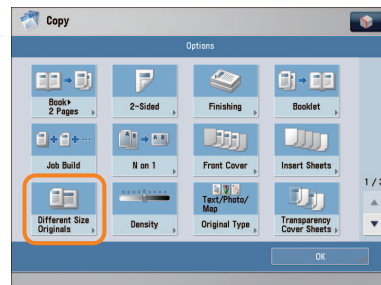 Copy
Options
Book▸
2 Pages
2-Sided
Finishing
Booklet
Job Build
N on 1
Front Cover
Insert Sheets
1/3
Different Size
Originals
Density
Text/Photo/
Map
Original Type
Transparency
Cover Sheets
OK